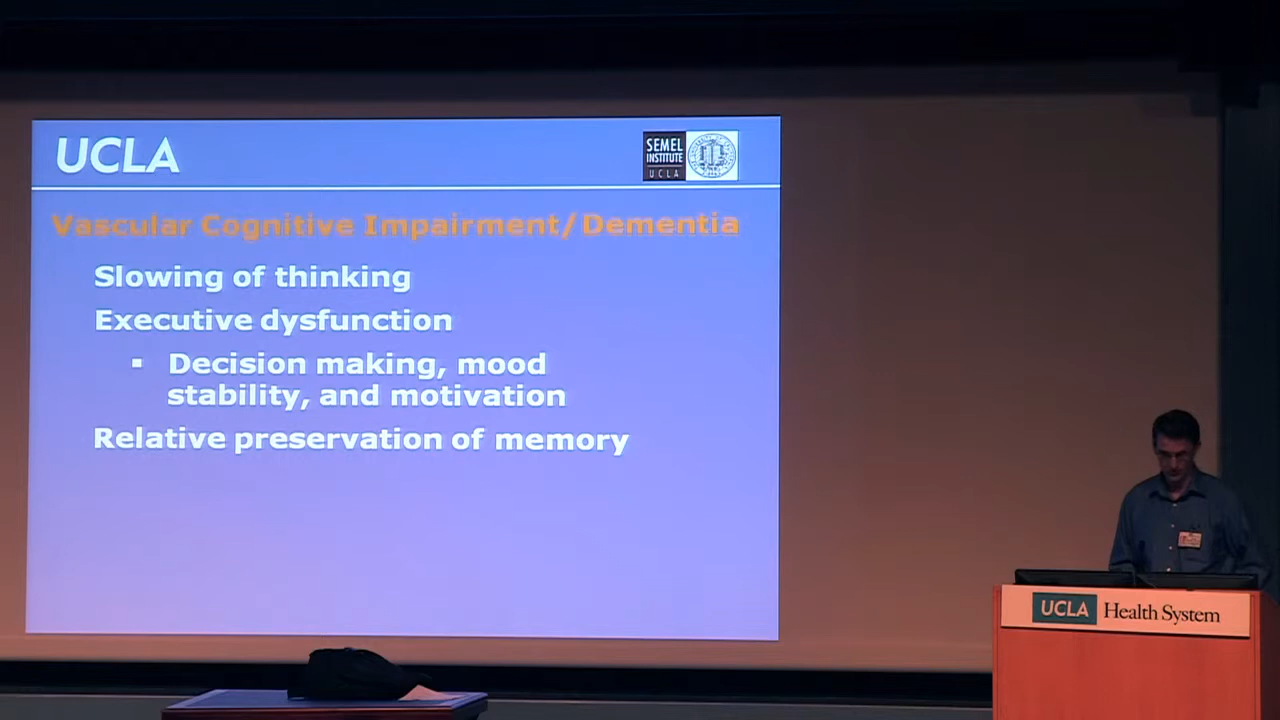 UCLA
SEMEL
INSTITUTE
UCLA
Vascular Cognitive Impairment/Dementia
Slowing of thinking
Executive dysfunction
▪ Decision making, mood
stability, and motivation
Relative preservation of memory
UCLA Health System